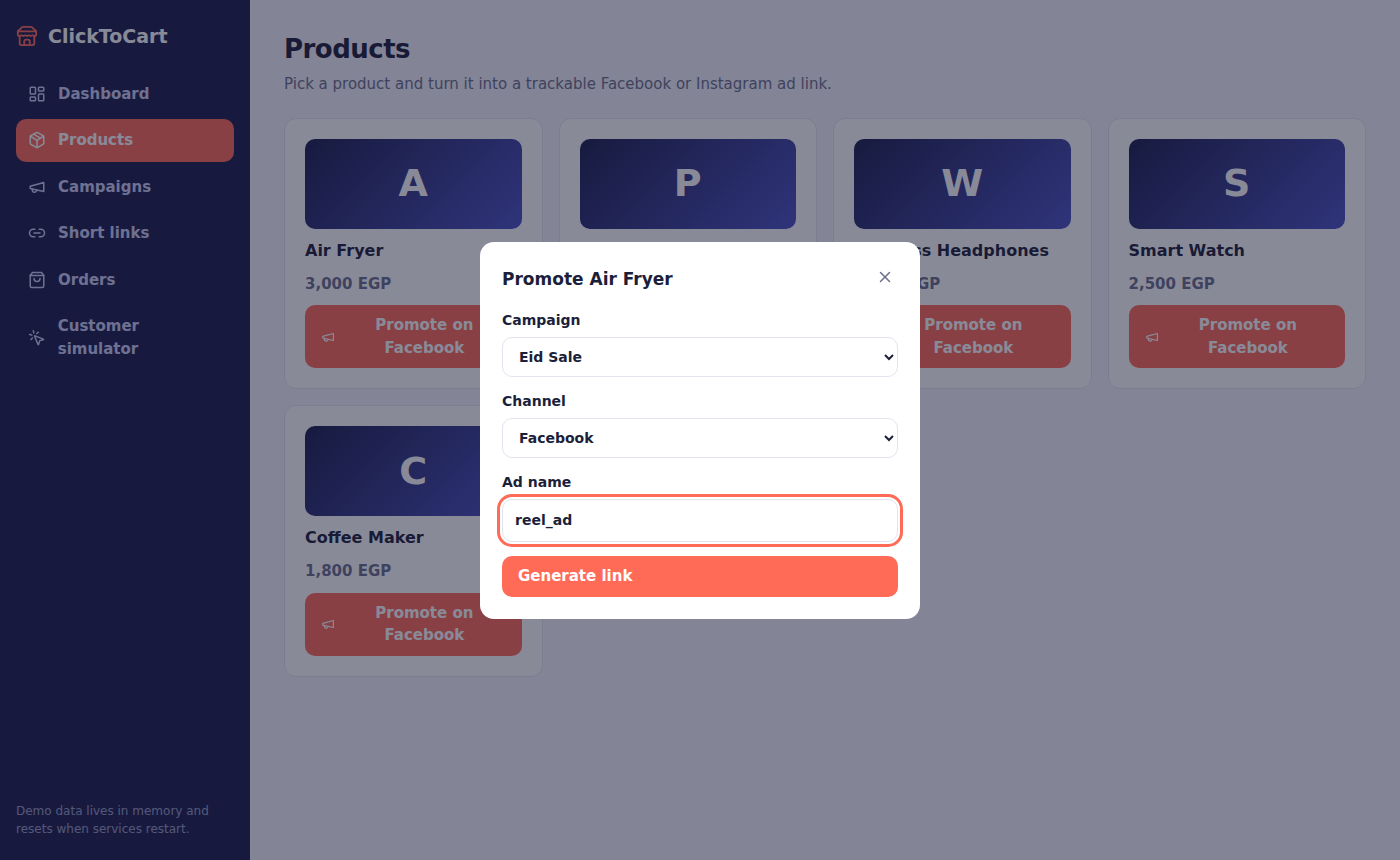 ClickToCart
Dashboard
Products
Campaigns
Short links
Orders
Customer
simulator
Demo data lives in memory and
resets when services restart.
Products
Pick a product and turn it into a trackable Facebook or Instagram ad link.
A
Air Fryer
3,000 EGP
Promote on
Facebook
P
W
Headphones
Promote on
Facebook
S
Smart Watch
2,500 EGP
Promote on
Facebook
C
Coffee Maker
1,800 EGP
Promote on
Facebook
Promote Air Fryer
Campaign
Eid Sale
Channel
Facebook
Ad name
reel_ad
Generate link